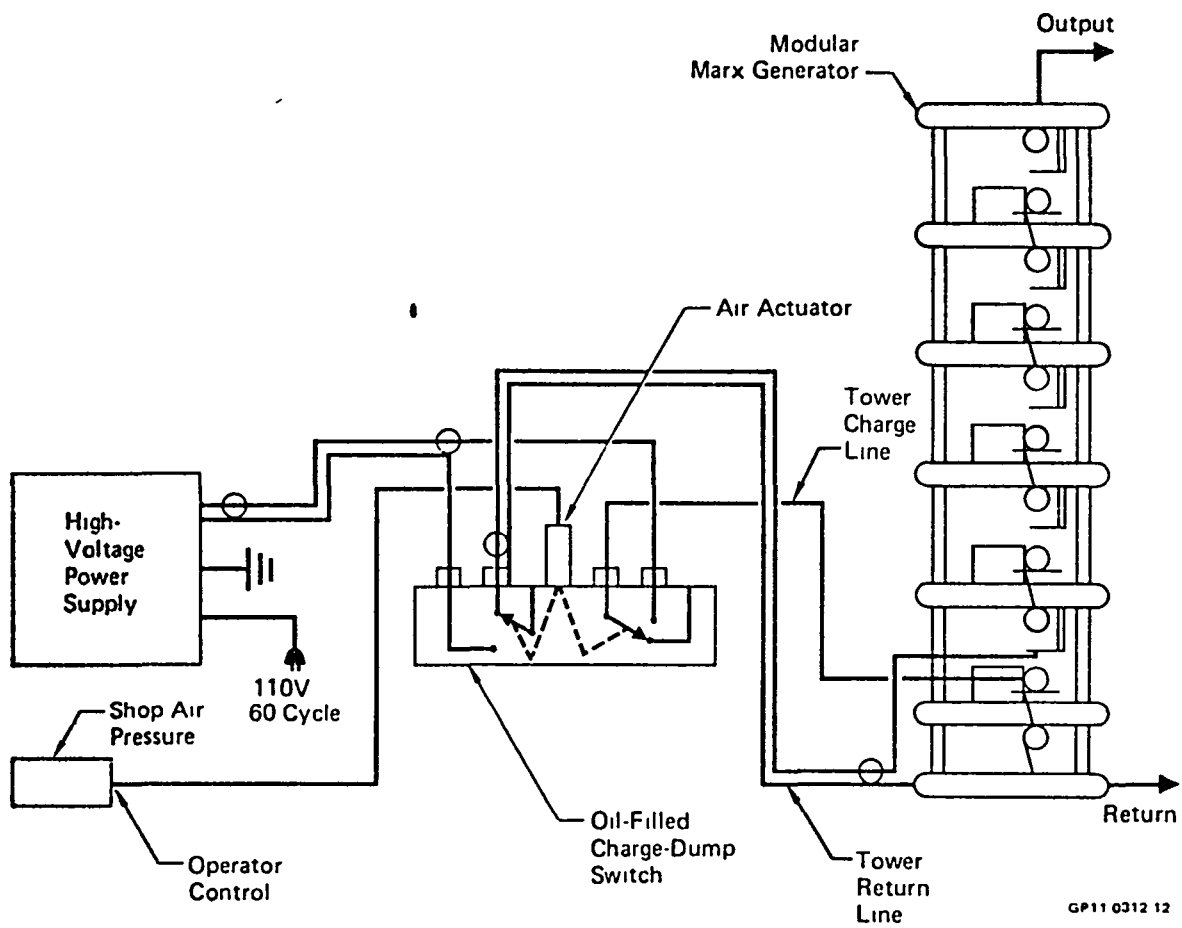 Output
Modular
Marx Generator
Air Actuator
Tower
Charge
Line
High-
Voltage
Power
Supply
110V
60 Cycle
Shop Air
Pressure
Operator
Control
Oil-Filled
Charge-Dump
Switch
Tower
Return
Line
Return
GP11 0312 12